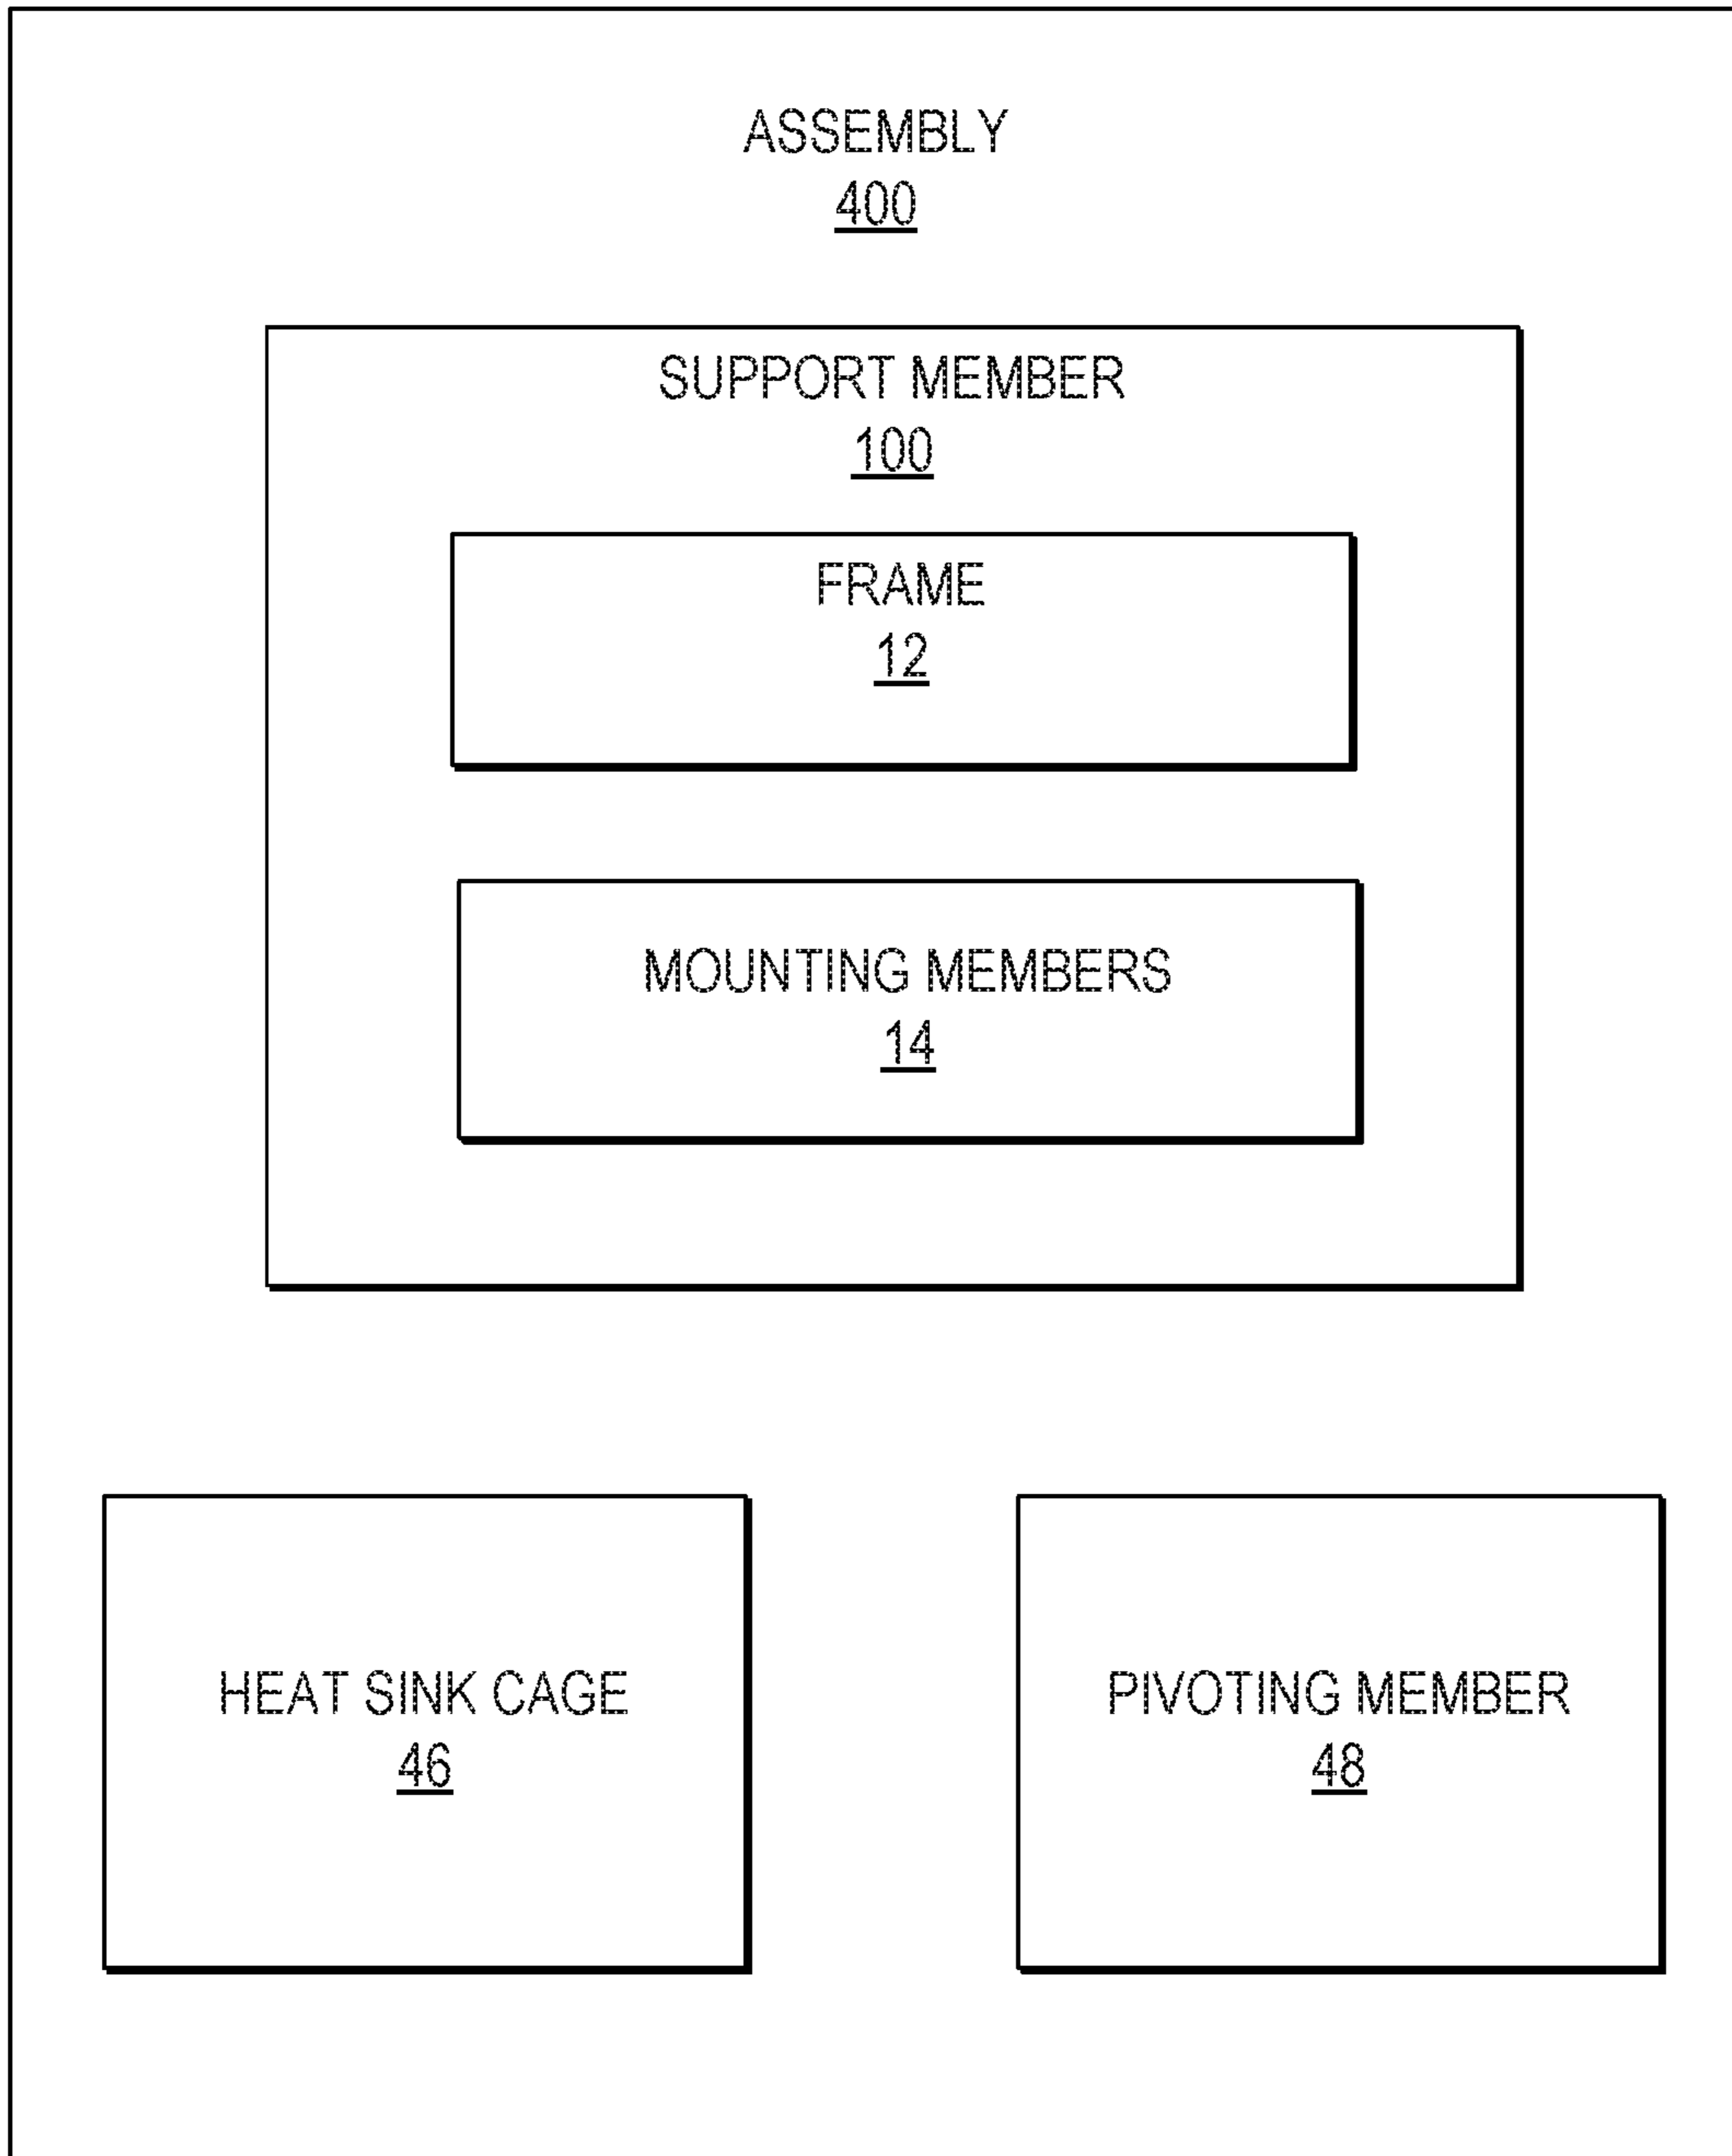 ASSEMBLY
400
SUPPORT MEMBER
100
FRAME
12
MOUNTING MEMBERS
14
HEAT SINK CAGE
46
PIVOTING MEMBER
48